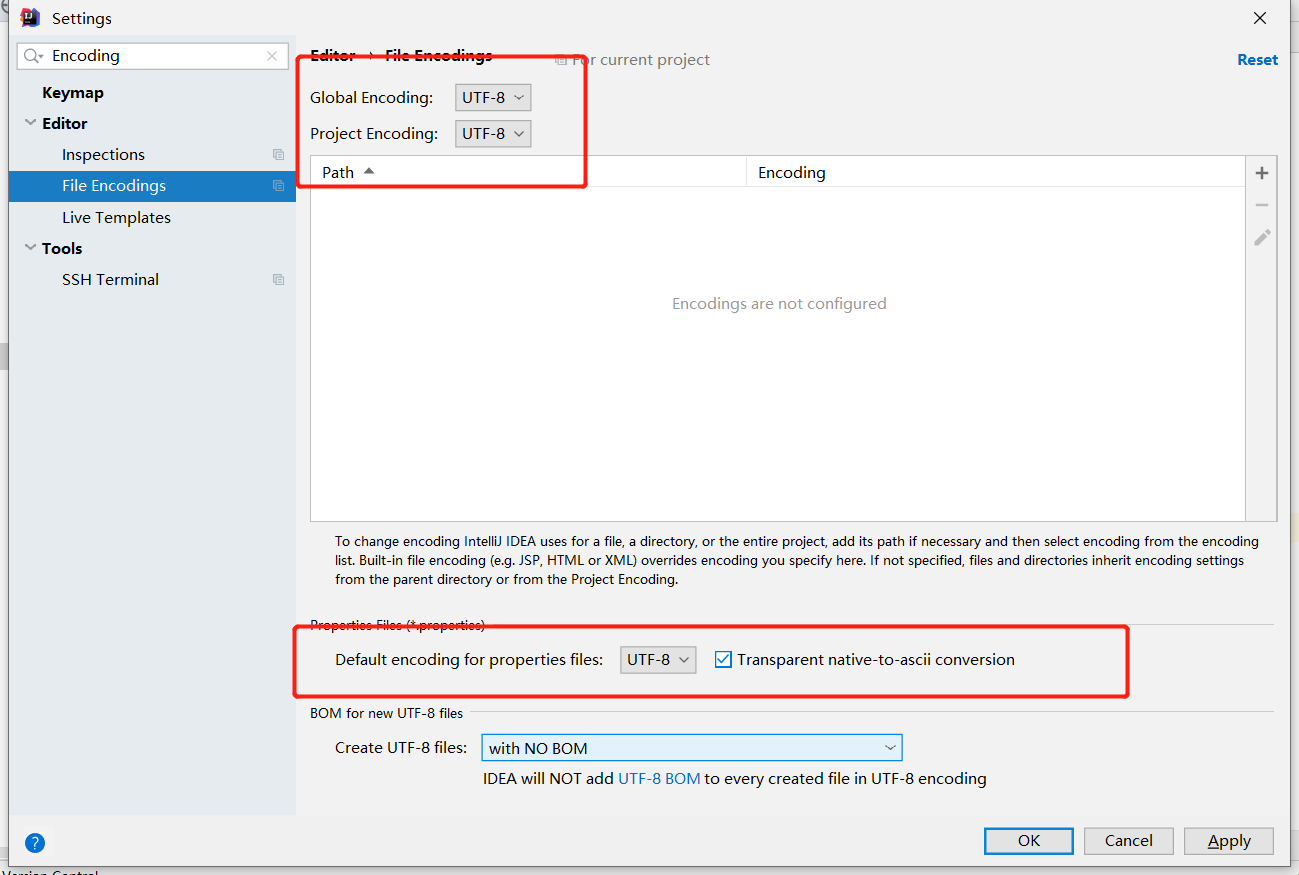 Settings
Encoding
Keymap
Editor
Inspections
File Encodings
Live Templates
Tools
SSH Terminal
Editor › File Encodings For current project Reset
Global Encoding: UTF-8
Project Encoding: UTF-8
Path Encoding
Encodings are not configured
To change encoding IntelliJ IDEA uses for a file, a directory, or the entire project, add its path if necessary and then select encoding from the encoding
list. Built-in file encoding (e.g. JSP, HTML or XML) overrides encoding you specify here. If not specified, files and directories inherit encoding settings
from the parent directory or from the Project Encoding.
Properties Files (*.properties)
Default encoding for properties files: UTF-8 Transparent native-to-ascii conversion
BOM for new UTF-8 files
Create UTF-8 files: with NO BOM
IDEA will NOT add UTF-8 BOM to every created file in UTF-8 encoding
? OK Cancel Apply
Version Control